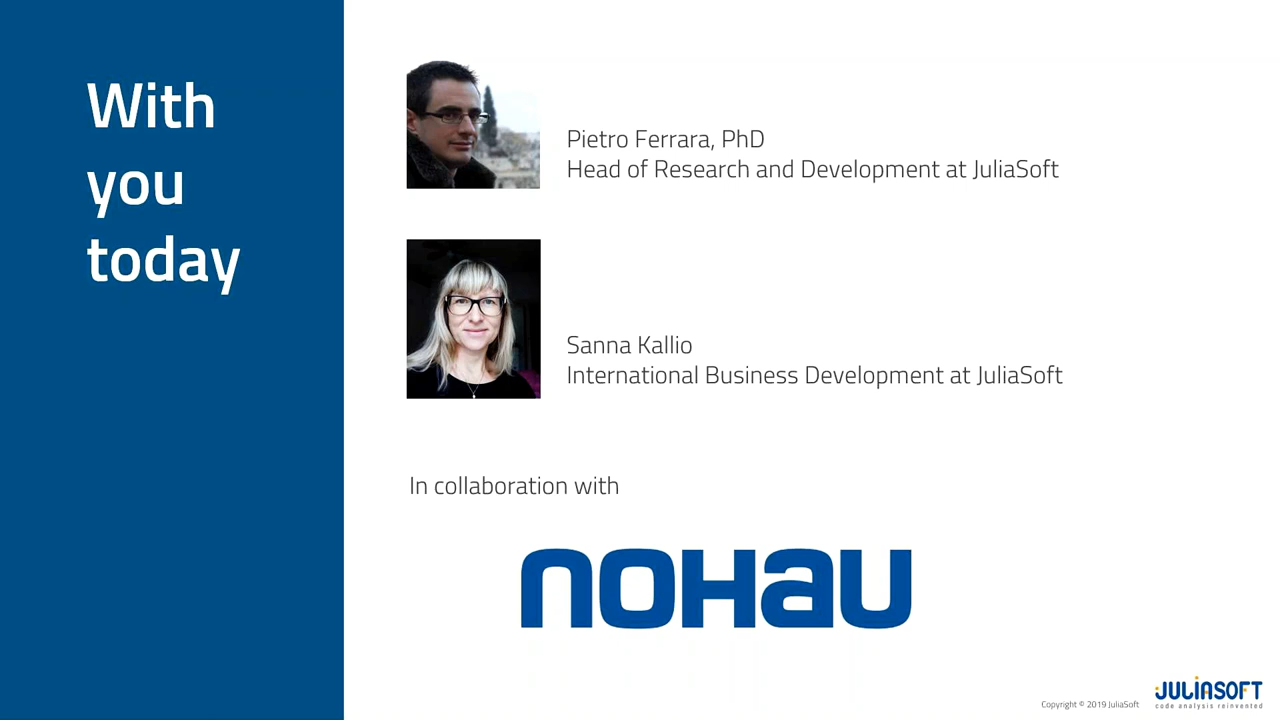 With
you
today
Pietro Ferrara, PhD
Head of Research and Development at JuliaSoft
Sanna Kallio
International Business Development at JuliaSoft
In collaboration with
NOHAU
Copyright © 2019 JuliaSoft
JULIASOFT
code analysis reinvented